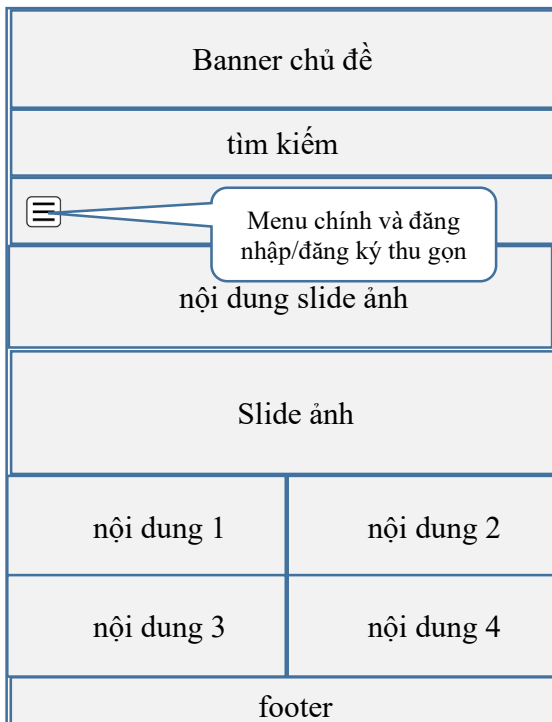 Banner chủ đề
tìm kiếm
Menu chính và đăng
nhập/đăng ký thu gọn
nội dung slide ảnh
Slide ảnh
nội dung 1
nội dung 2
nội dung 3
nội dung 4
footer